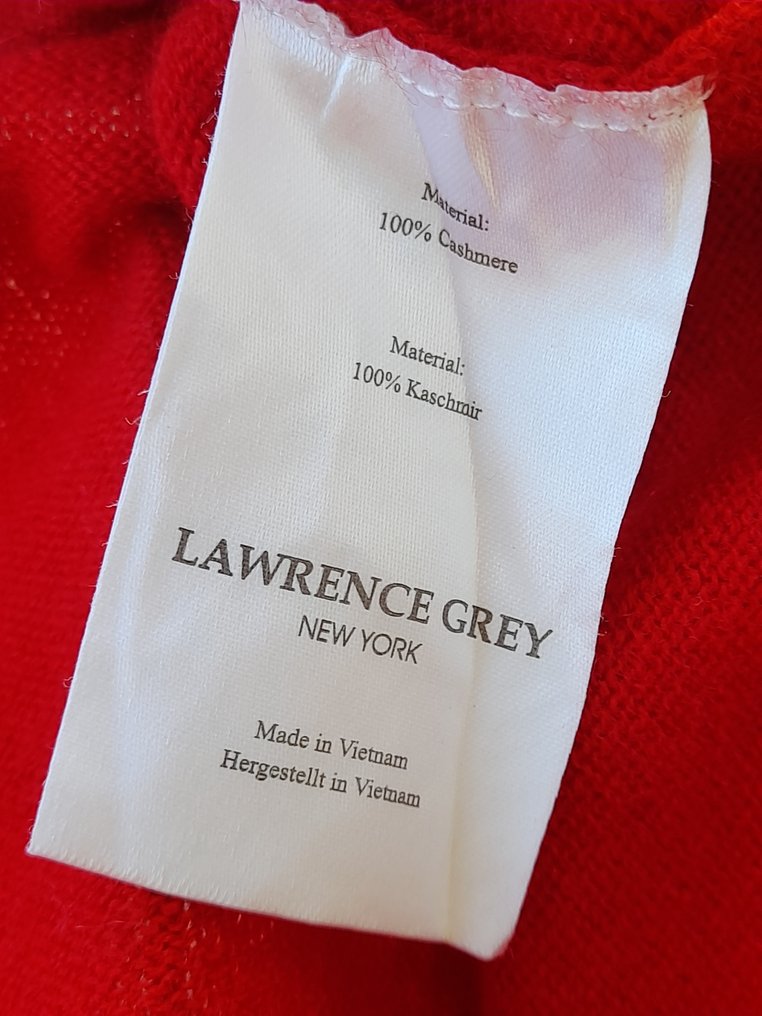 Material:
100% Cashmere
Material:
100% Kaschmir
LAWRENCE GREY
NEW YORK
Made in Vietnam
Hergestellt in Vietnam